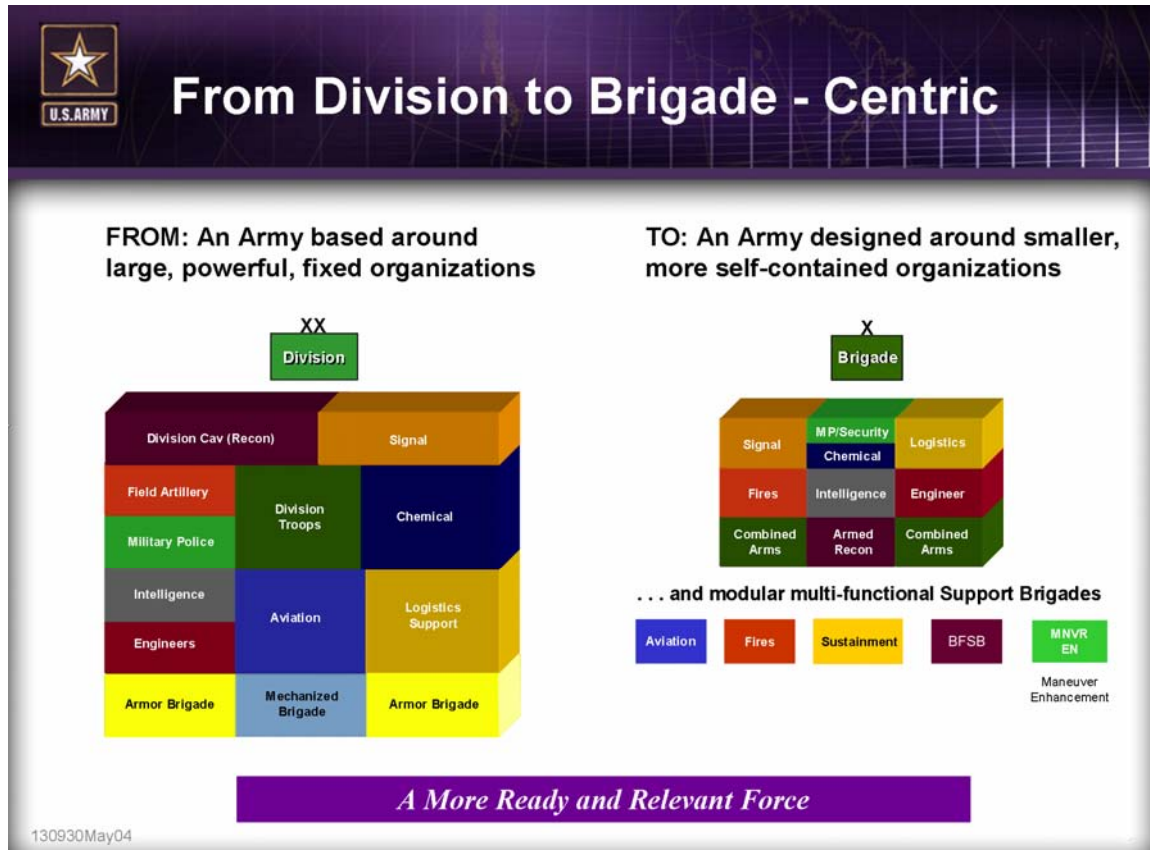 U.S.ARMY
From Division to Brigade - Centric
FROM: An Army based around
large, powerful, fixed organizations
XX
Division
Division Cav (Recon)
Signal
Field Artillery
Military Police
Division
Troops
Chemical
Intelligence
Engineers
Aviation
Logistics
Support
Armor Brigade
Mechanized
Brigade
Armor Brigade
TO: An Army designed around smaller,
more self-contained organizations
X
Brigade
Signal
MP/Security
Chemical
Logistics
Fires
Intelligence
Engineer
Combined
Arms
Armed
Recon
Combined
Arms
. . . and modular multi-functional Support Brigades
Aviation
Fires
Sustainment
BFSB
MNVR
EN
Maneuver
Enhancement
A More Ready and Relevant Force
130930May04